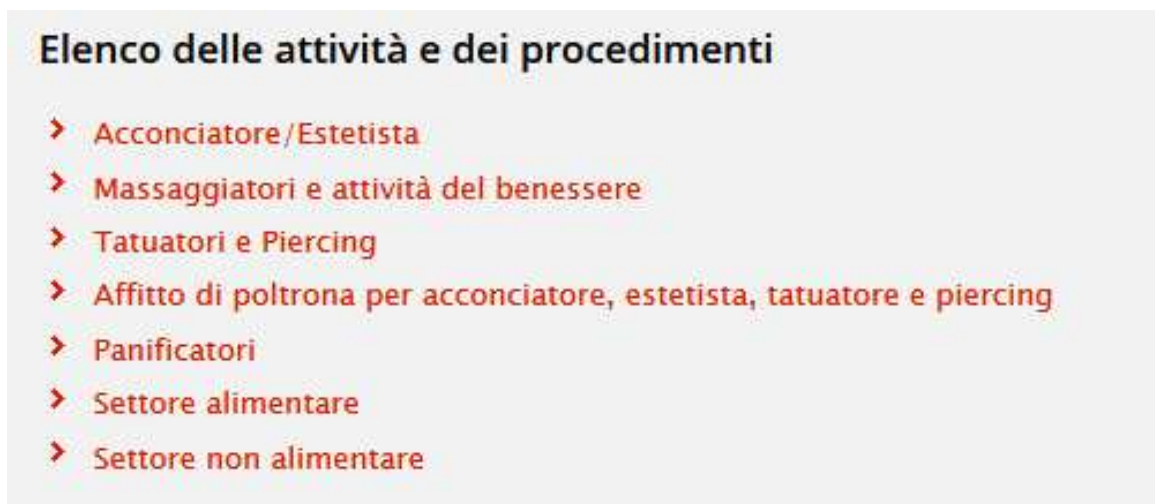 Elenco delle attività e dei procedimenti
Acconciatore/Estetista
Massaggiatori e attività del benessere
Tatuatori e Piercing
Affitto di poltrona per acconciatore, estetista, tatuatore e piercing
Panificatori
Settore alimentare
Settore non alimentare